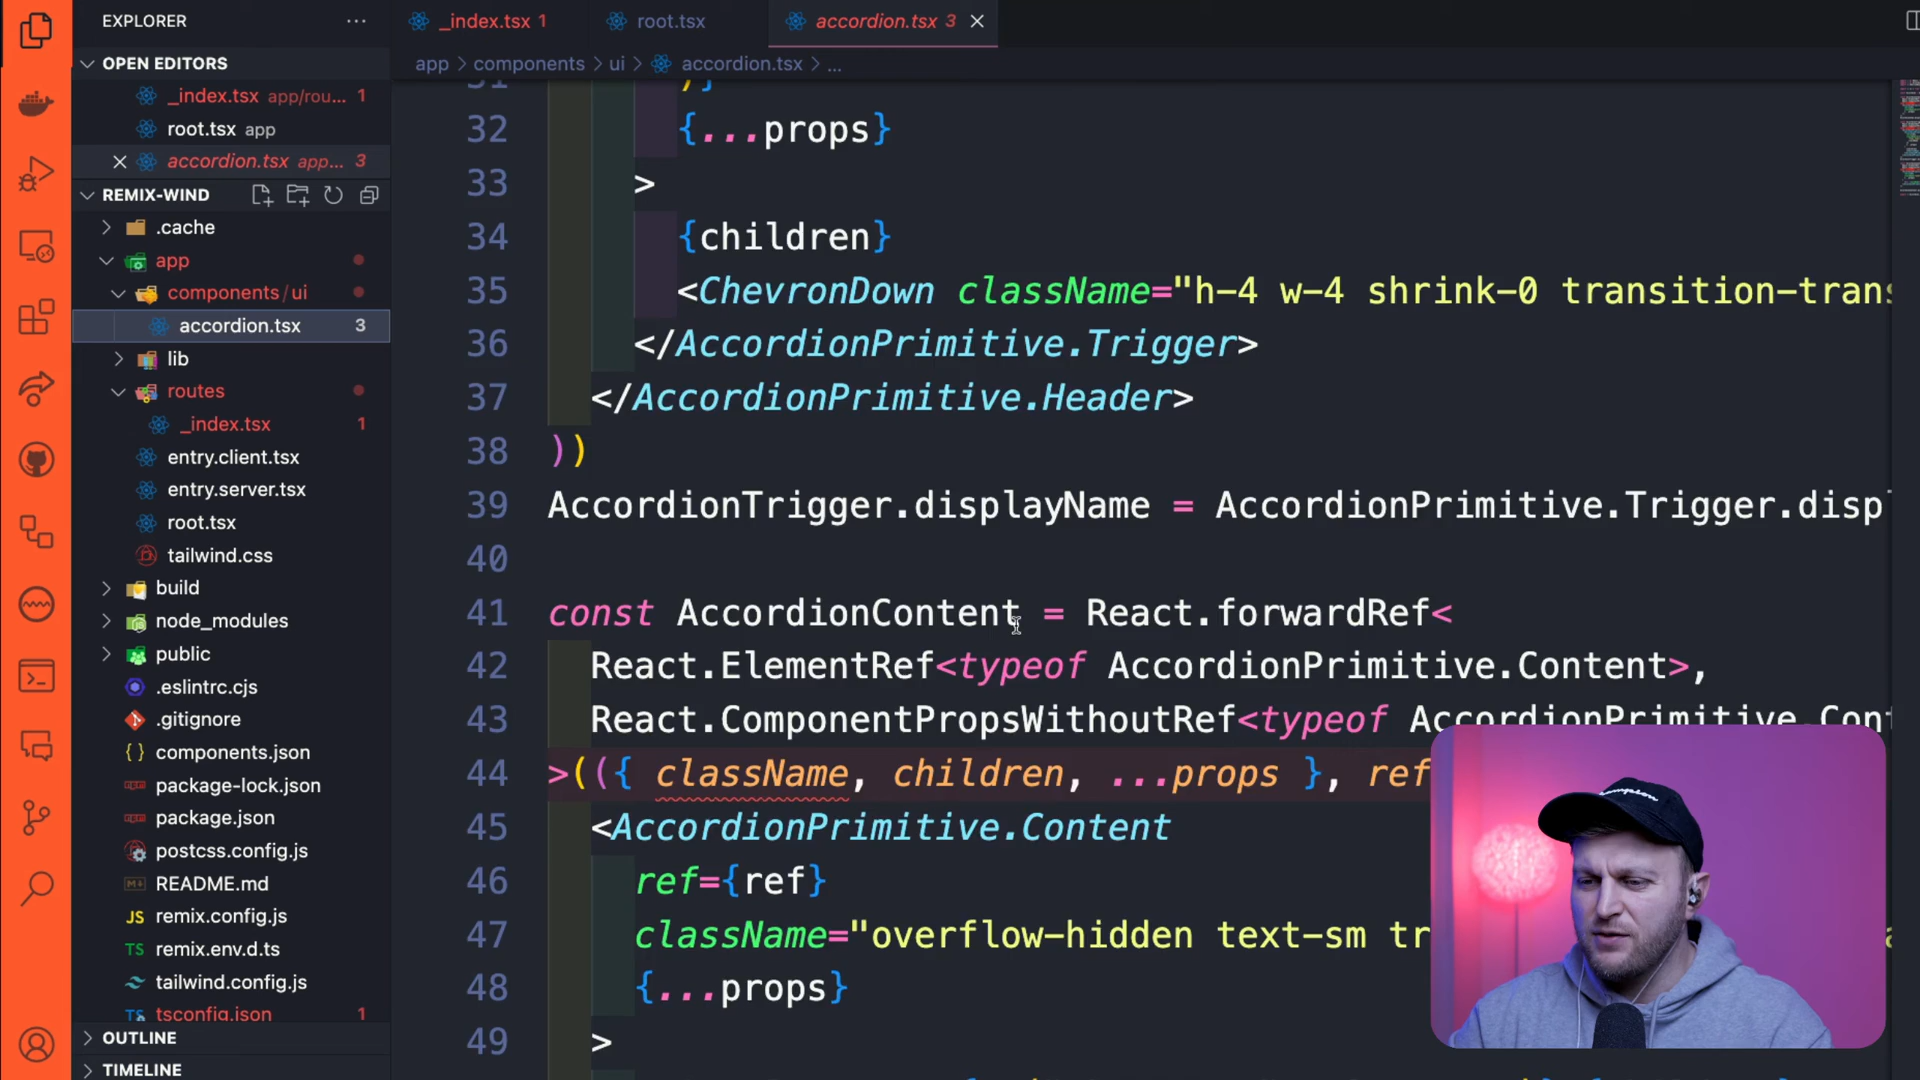 EXPLORER
OPEN EDITORS
_index.tsx app/rou... 1
root.tsx app
accordion.tsx app... 3
REMIX-WIND
.cache
app
components/ui
accordion.tsx 3
lib
routes
_index.tsx 1
entry.client.tsx
entry.server.tsx
root.tsx
tailwind.css
build
node_modules
public
.eslintrc.cjs
.gitignore
components.json
package-lock.json
package.json
postcss.config.js
README.md
remix.config.js
remix.env.d.ts
tailwind.config.js
tsconfig.json 1
OUTLINE
TIMELINE
_index.tsx 1 root.tsx accordion.tsx 3
app > components > ui > accordion.tsx > ...
31 )}
32 {...props}
33 >
34 {children}
35 <ChevronDown className="h-4 w-4 shrink-0 transition-trans
36 </AccordionPrimitive.Trigger>
37 </AccordionPrimitive.Header>
38 ))
39 AccordionTrigger.displayName = AccordionPrimitive.Trigger.disp
40
41 const AccordionContent = React.forwardRef<
42 React.ElementRef<typeof AccordionPrimitive.Content>,
43 React.ComponentPropsWithoutRef<typeof AccordionPrimitive.Cont
44 >(({ className, children, ...props }, ref
45 <AccordionPrimitive.Content
46 ref={ref}
47 className="overflow-hidden text-sm tr
48 {...props}
49 >